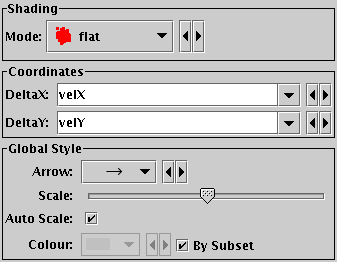 Shading
Mode: flat
Coordinates
DeltaX: velX
DeltaY: velY
Global Style
Arrow:
Scale:
Auto Scale:
Colour: By Subset